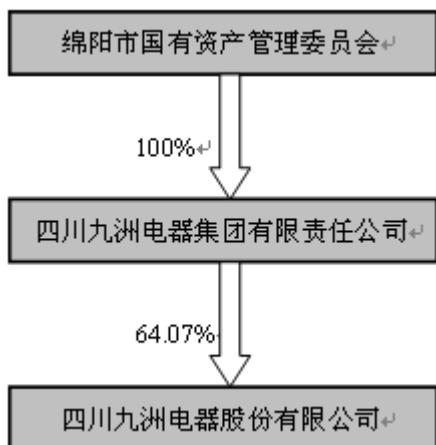 绵阳市国有资产管理委员会
100%
四川九洲电器集团有限责任公司
64.07%
四川九洲电器股份有限公司